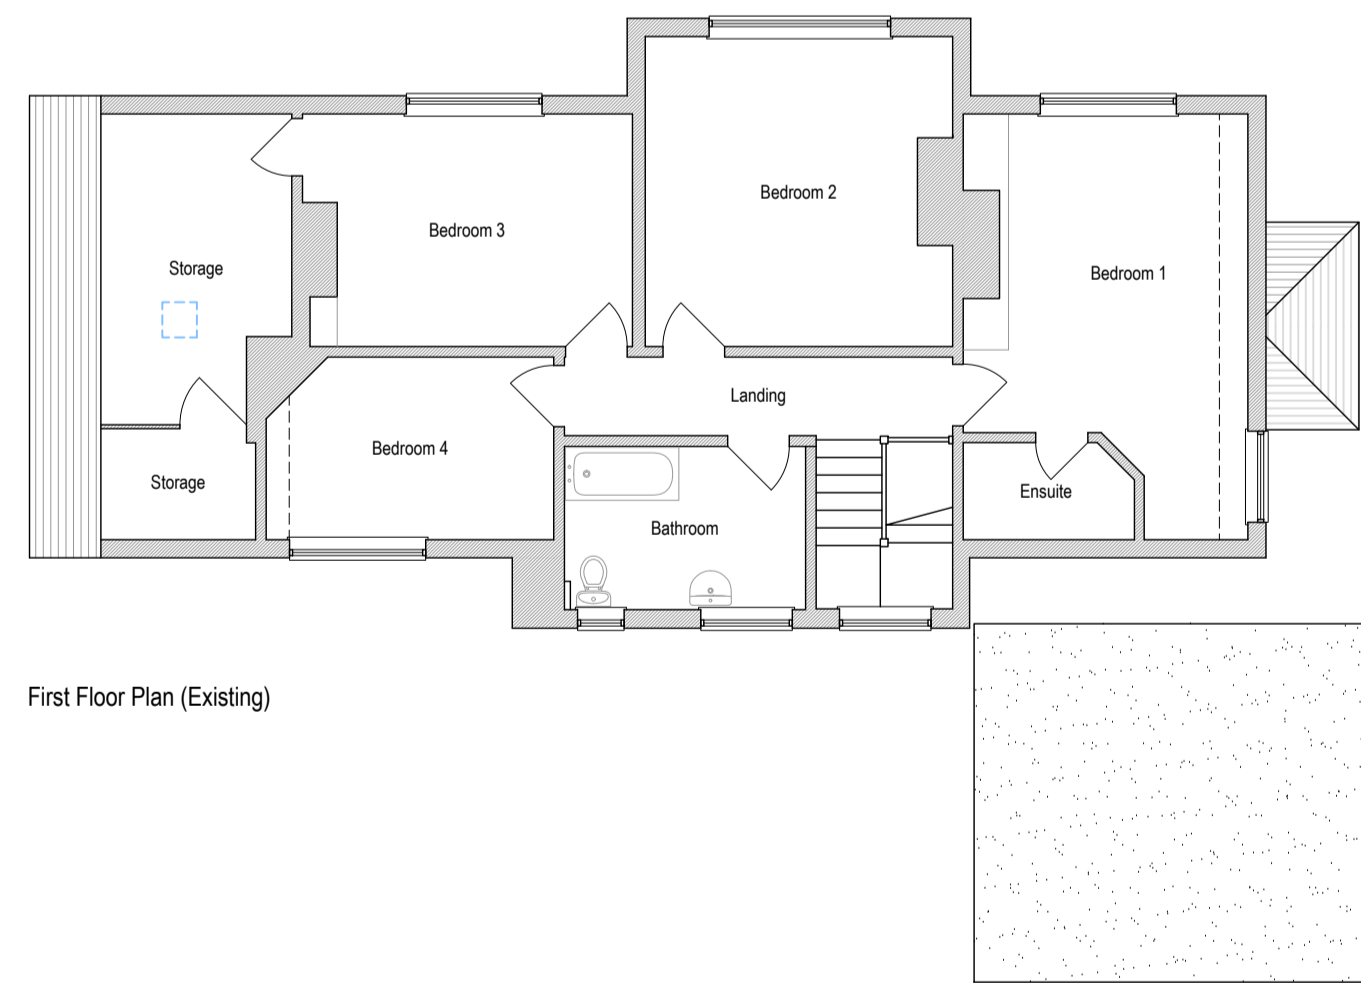 Bedroom 2
Bedroom 3
Storage
Bedroom 1
Landing
Bedroom 4
Storage
Ensuite
Bathroom
First Floor Plan (Existing)